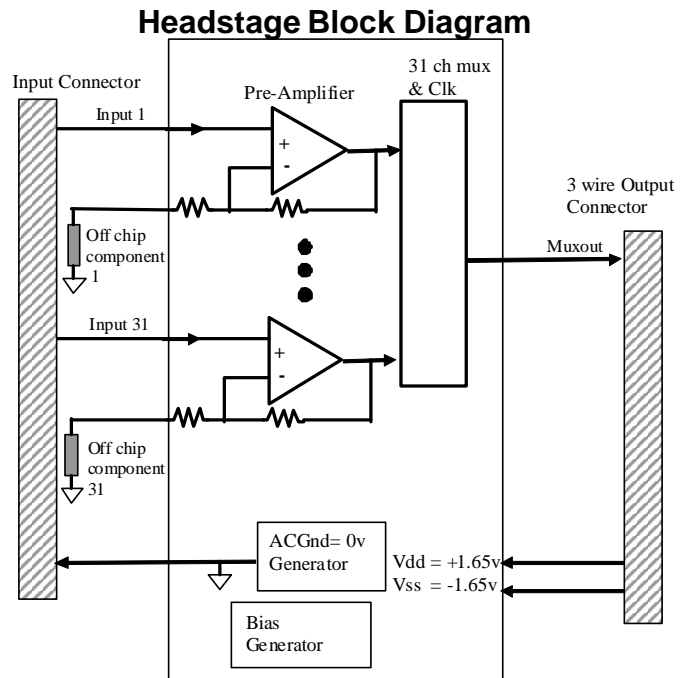 Headstage Block Diagram
Input Connector
Pre-Amplifier
31 ch mux
& Clk
Input 1
+
-
3 wire Output
Connector
Off chip
component
1
Muxout
Input 31
+
-
Off chip
component
31
ACGnd= 0v
Generator
Vdd = +1.65v
Vss = -1.65v
Bias
Generator